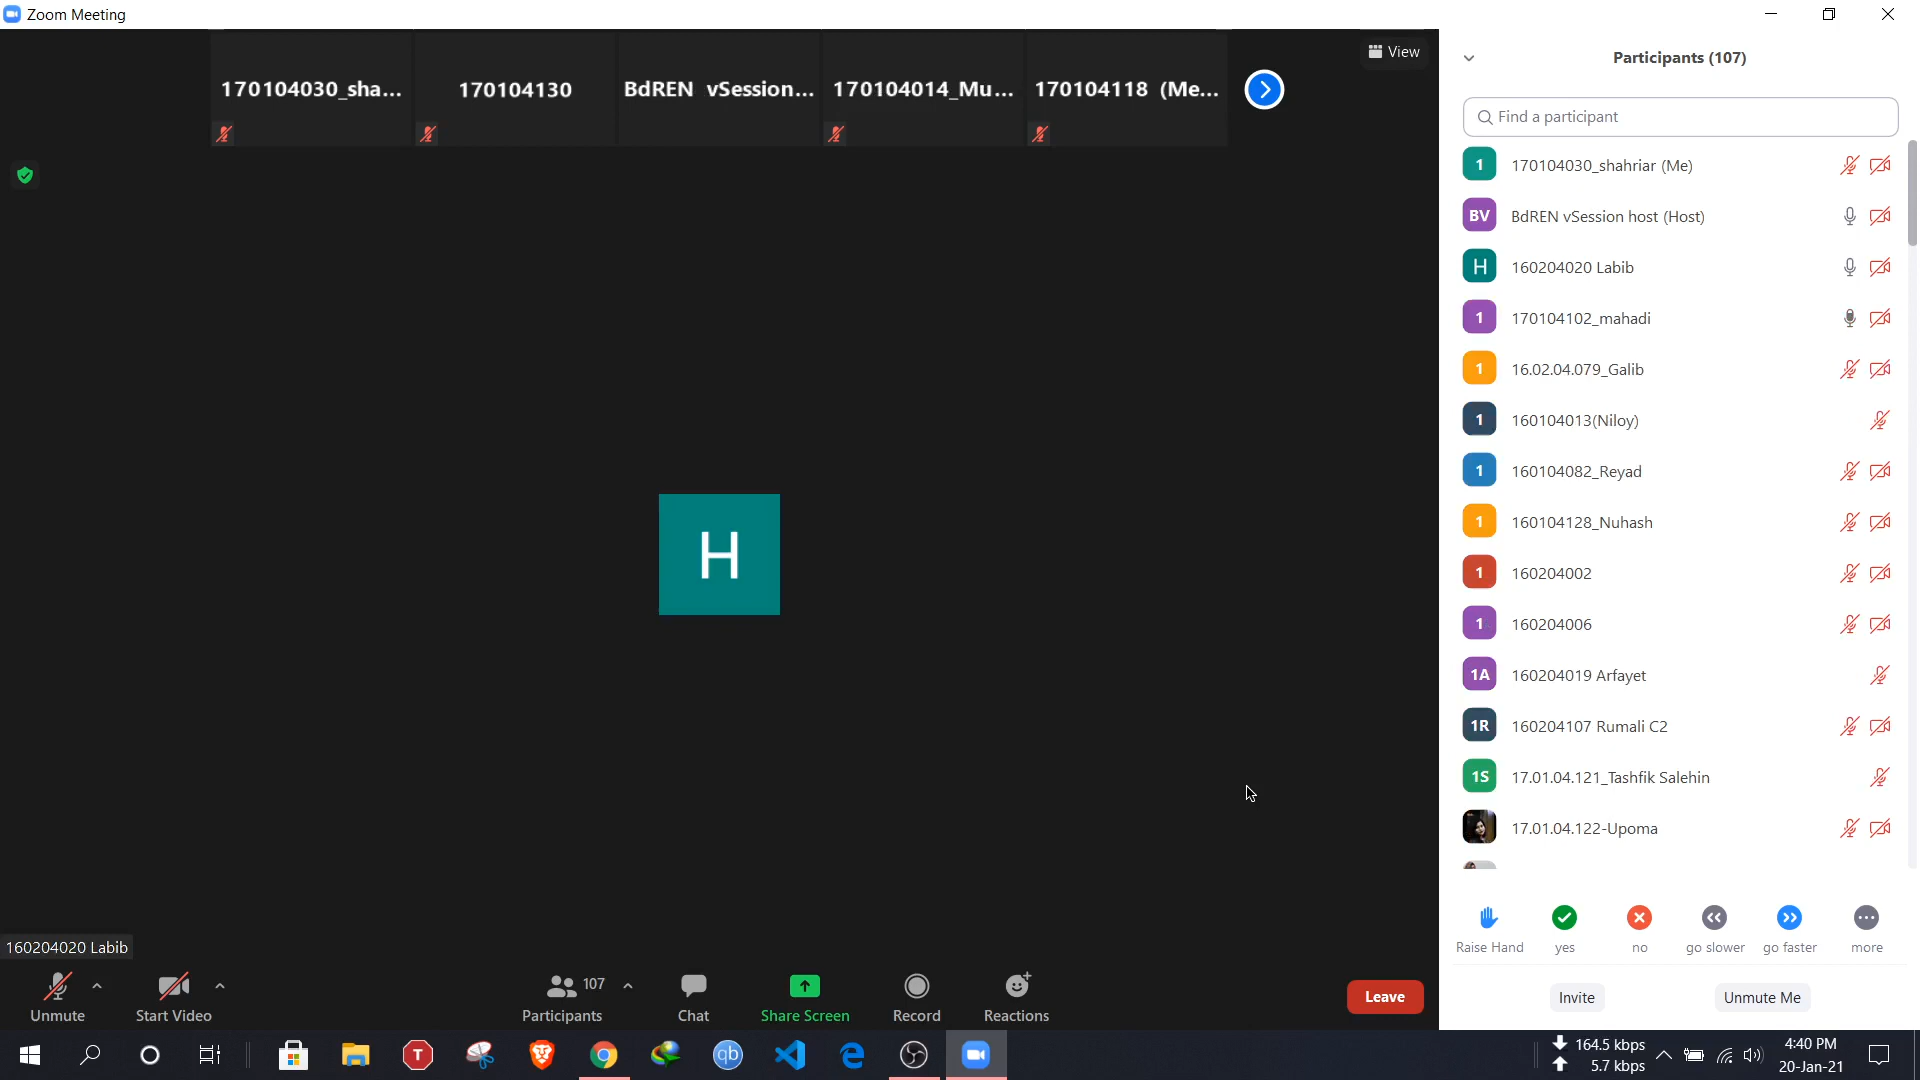 Zoom Meeting
170104030_sha...
170104130
BdREN vSession...
170104014_Mu...
170104118 (Me...
View
H
160204020 Labib
Unmute
Start Video
107
Participants
Chat
Share Screen
Record
Reactions
Leave
Participants (107)
Find a participant
1 170104030_shahriar (Me)
BV BdREN vSession host (Host)
H 160204020 Labib
1 170104102_mahadi
1 16.02.04.079_Galib
1 160104013(Niloy)
1 160104082_Reyad
1 160104128_Nuhash
1 160204002
1 160204006
1A 160204019 Arfayet
1R 160204107 Rumali C2
1S 17.01.04.121_Tashfik Salehin
17.01.04.122-Upoma
Raise Hand
yes
no
go slower
go faster
more
Invite
Unmute Me
T
qb
164.5 kbps
5.7 kbps
4:40 PM
20-Jan-21